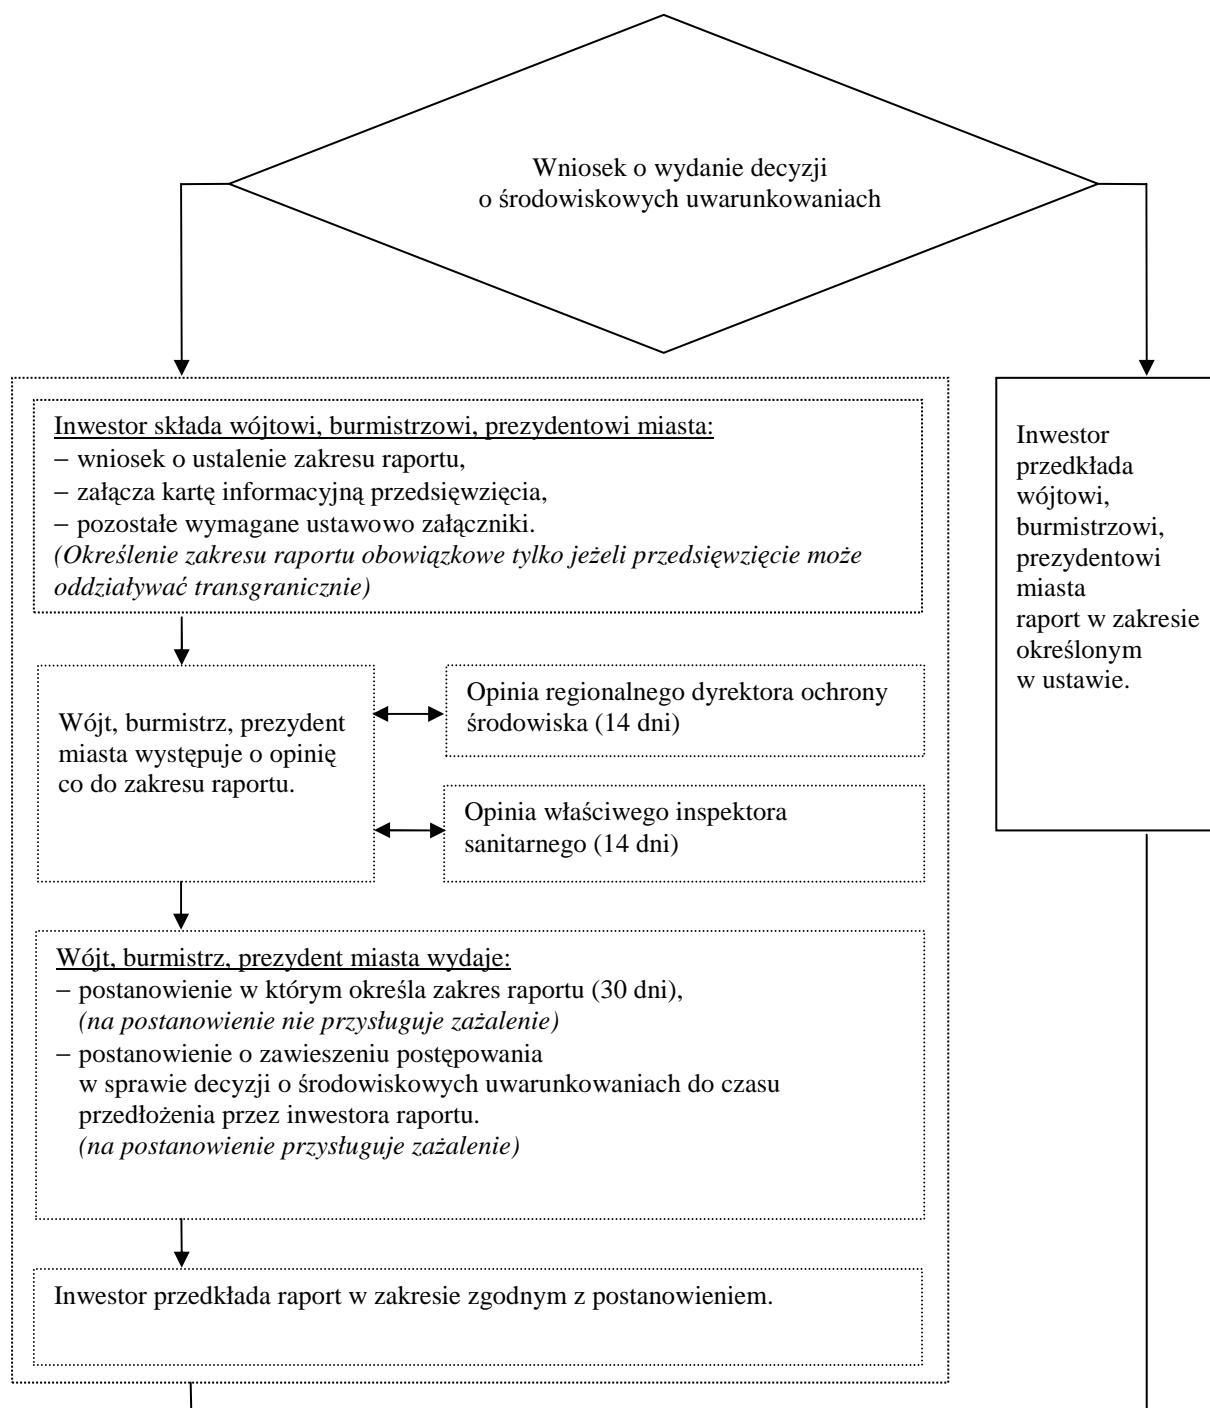 Wniosek o wydanie decyzji
o środowiskowych uwarunkowaniach
Inwestor składa wójtowi, burmistrzowi, prezydentowi miasta:
− wniosek o ustalenie zakresu raportu,
− załącza kartę informacyjną przedsięwzięcia,
− pozostałe wymagane ustawowo załączniki.
(Określenie zakresu raportu obowiązkowe tylko jeżeli przedsięwzięcie może
oddziaływać transgranicznie)
Wójt, burmistrz, prezydent
miasta występuje o opinię
co do zakresu raportu.
Opinia regionalnego dyrektora ochrony
środowiska (14 dni)
Opinia właściwego inspektora
sanitarnego (14 dni)
Wójt, burmistrz, prezydent miasta wydaje:
− postanowienie w którym określa zakres raportu (30 dni),
(na postanowienie nie przysługuje zażalenie)
− postanowienie o zawieszeniu postępowania
w sprawie decyzji o środowiskowych uwarunkowaniach do czasu
przedłożenia przez inwestora raportu.
(na postanowienie przysługuje zażalenie)
Inwestor przedkłada raport w zakresie zgodnym z postanowieniem.
Inwestor
przedkłada
wójtowi,
burmistrzowi,
prezydentowi
miasta
raport w zakresie
określonym
w ustawie.